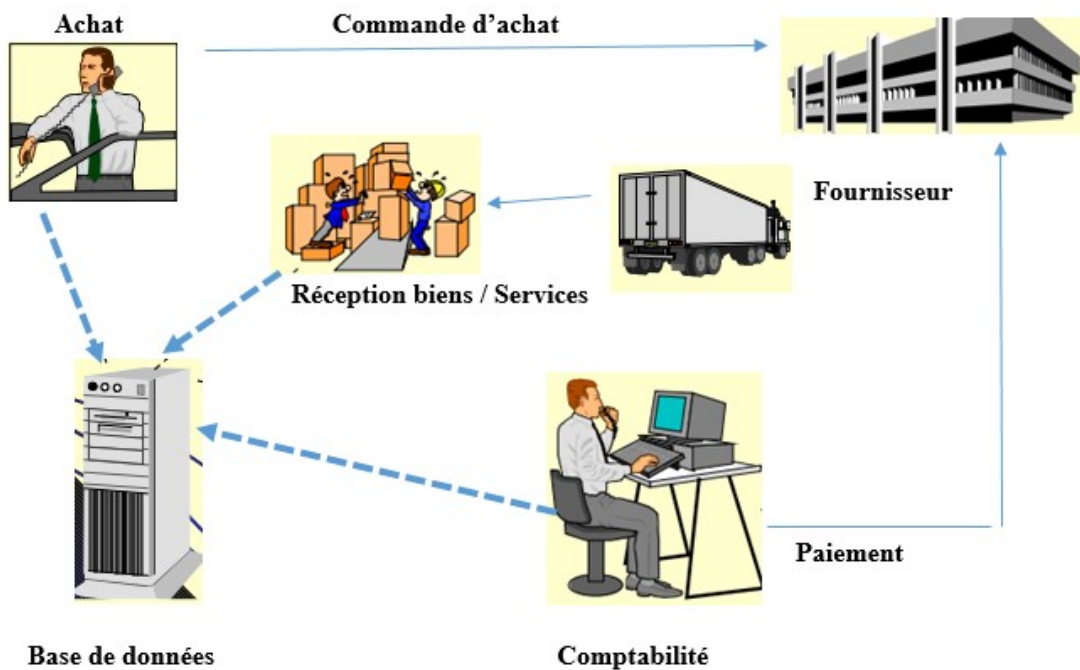 Achat
Commande d’achat
Fournisseur
Réception biens / Services
Paiement
Base de données
Comptabilité